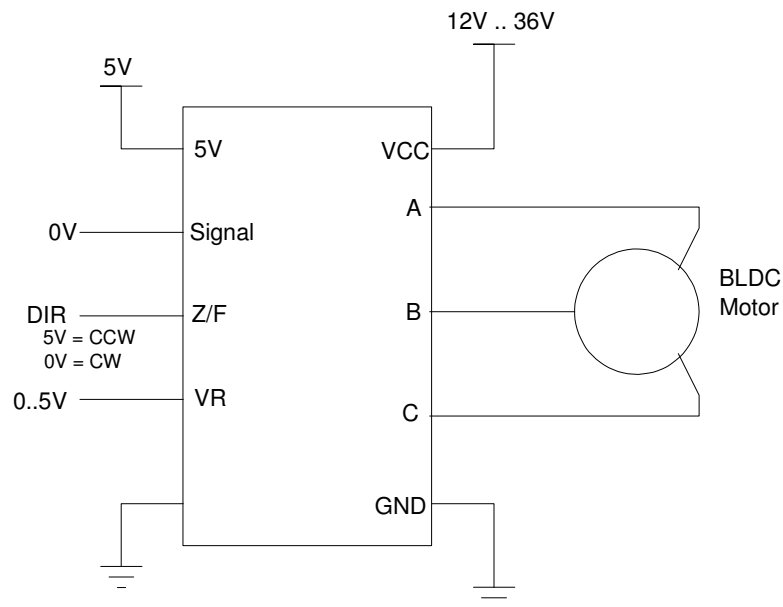 12V .. 36V
5V
5V
VCC
A
0V
Signal
BLDC
Motor
DIR
Z/F
B
5V = CCW
0V = CW
0..5V
VR
C
GND